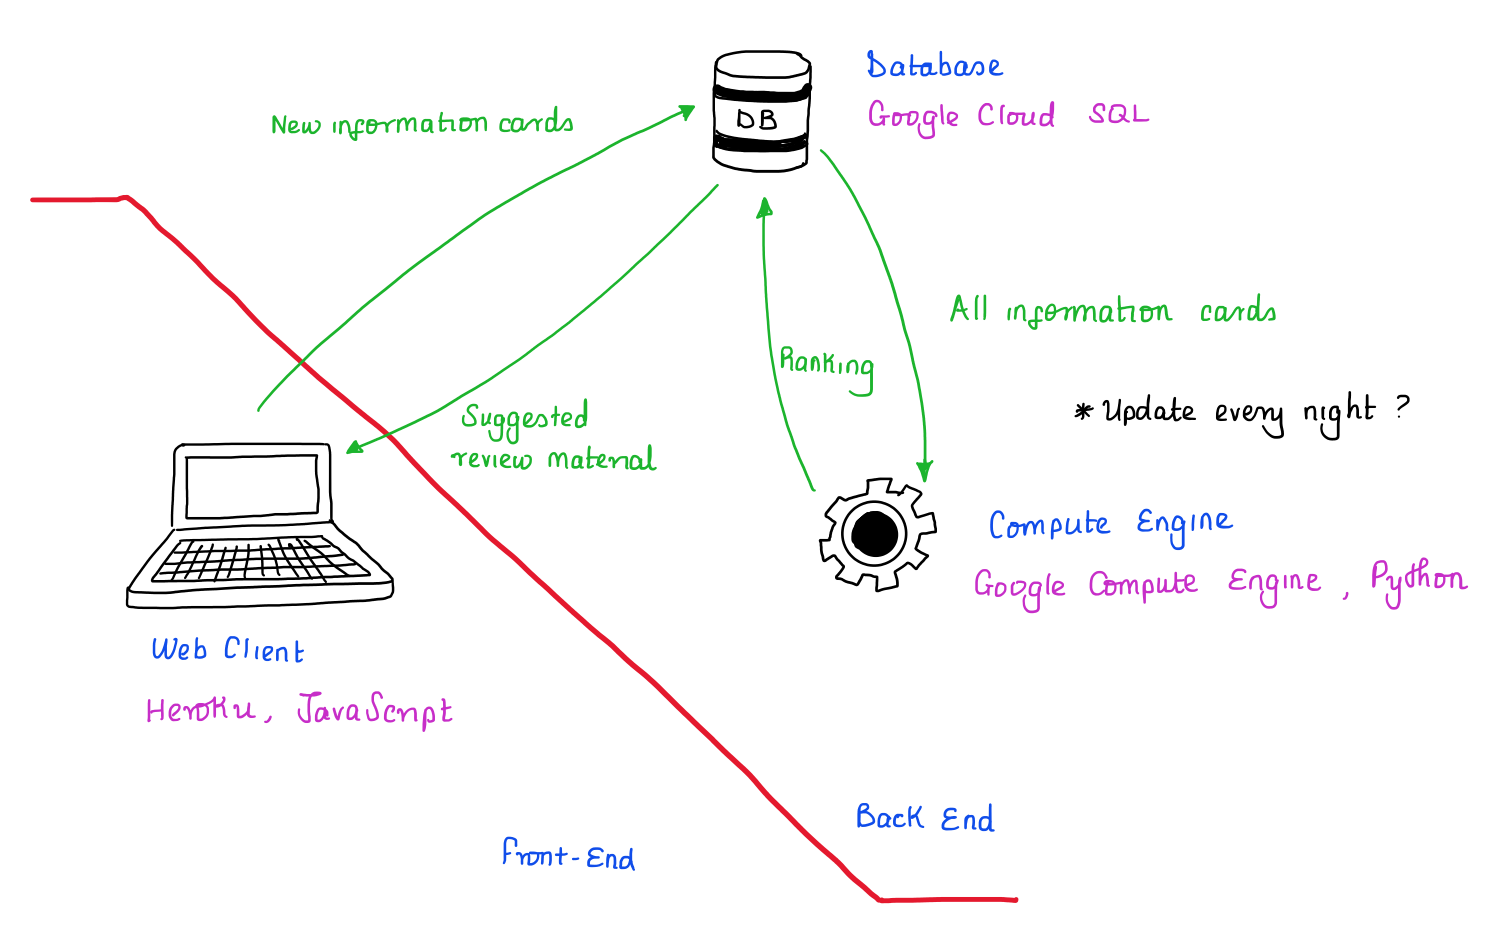 Database
Google Cloud SQL
DB
New information cards
All information cards
Ranking
* Update every night ?
Suggested
review material
Compute Engine
Google Compute Engine, Python
Web Client
Heroku, JavaScript
Back End
Front-End